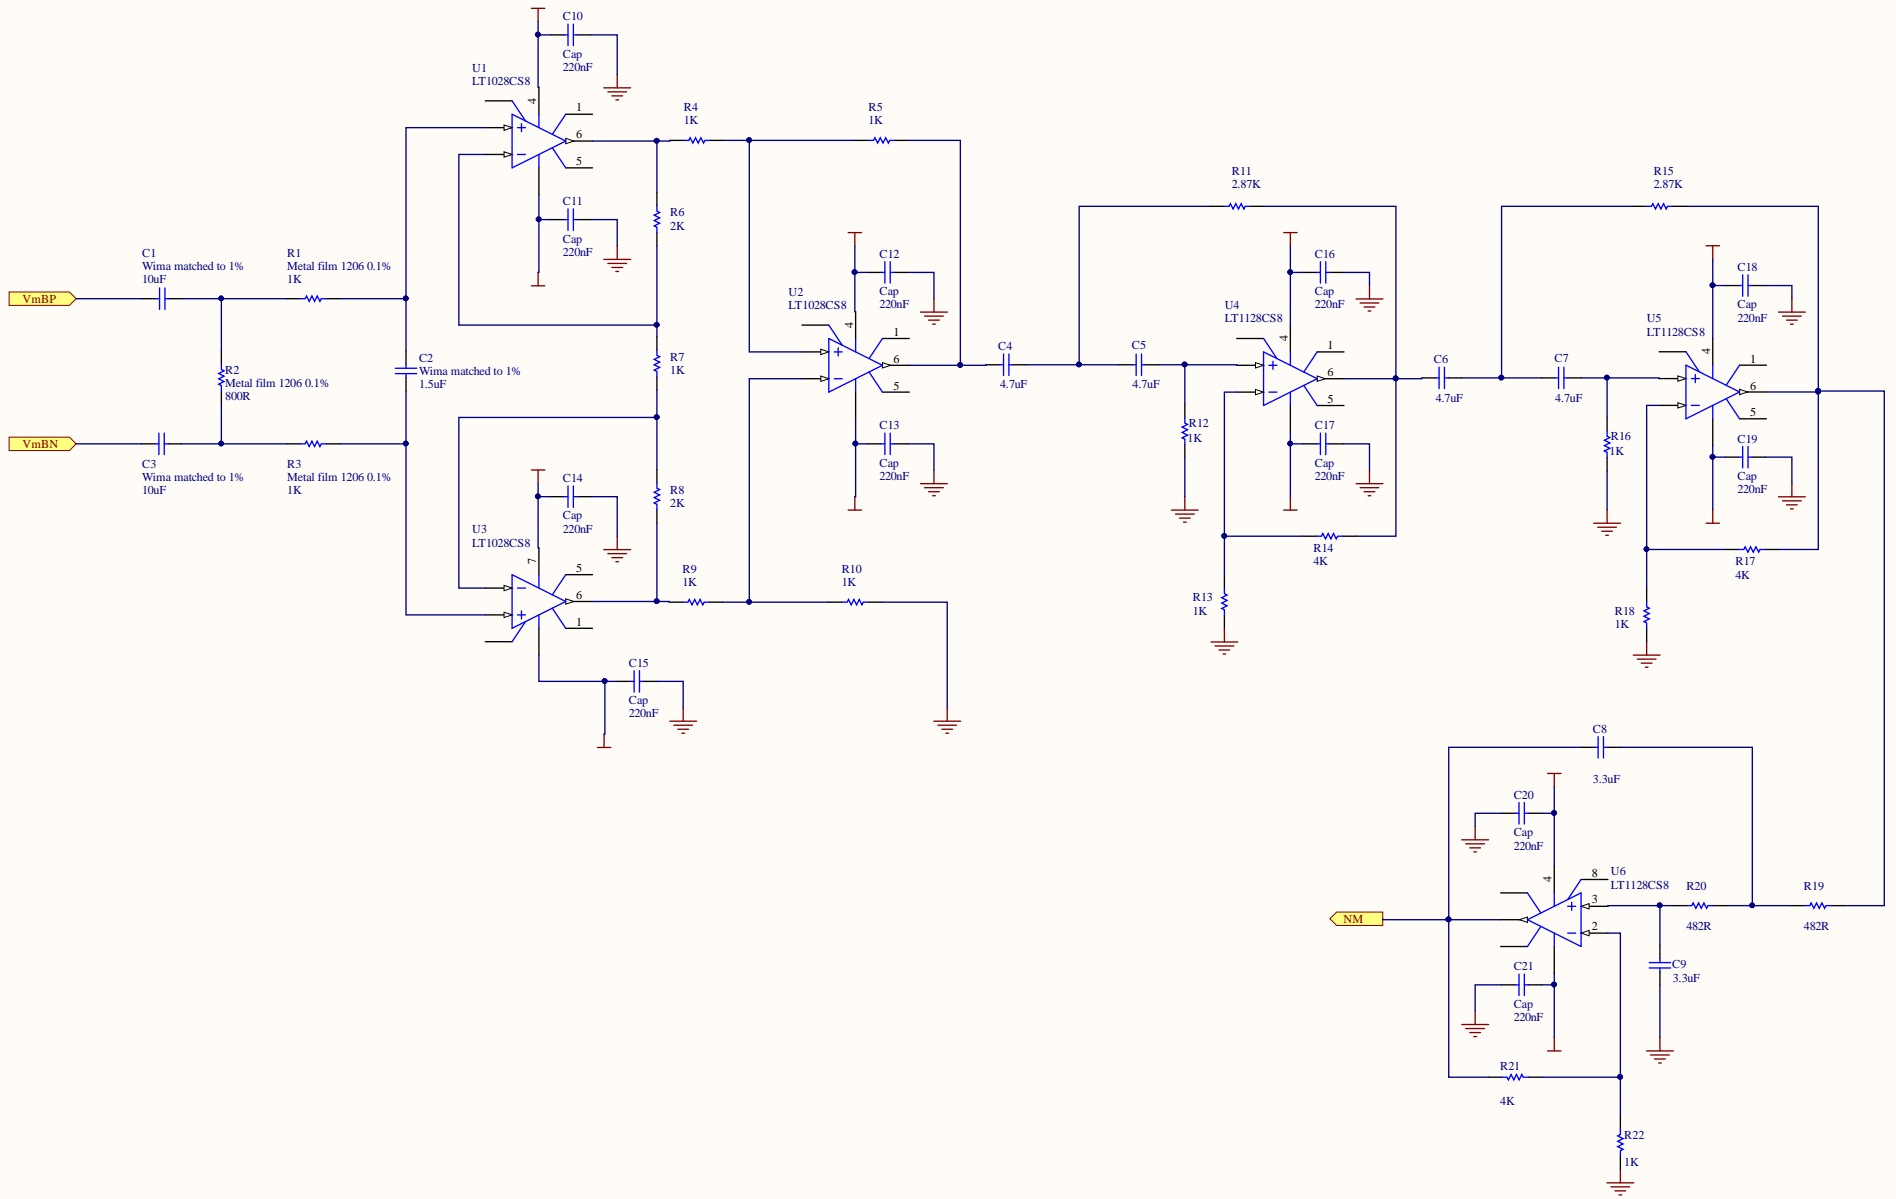 C10
Cap
220nF
U1
LT1028CS8
4
1
6
5
+
−
C11
Cap
220nF
R4
1K
R5
1K
R6
2K
C1
Wima matched to 1%
10uF
R1
Metal film 1206 0.1%
1K
VmBP
R2
Metal film 1206 0.1%
800R
C2
Wima matched to 1%
1.5uF
R7
1K
VmBN
C3
Wima matched to 1%
10uF
R3
Metal film 1206 0.1%
1K
R8
2K
C14
Cap
220nF
U3
LT1028CS8
7
5
6
1
−
+
R9
1K
R10
1K
C15
Cap
220nF
C12
Cap
220nF
U2
LT1028CS8
4
1
6
5
+
−
C13
Cap
220nF
C4
4.7uF
C5
4.7uF
R11
2.87K
C16
Cap
220nF
U4
LT1128CS8
4
1
6
5
+
−
C17
Cap
220nF
R12
1K
R14
4K
R13
1K
C6
4.7uF
C7
4.7uF
R15
2.87K
C18
Cap
220nF
U5
LT1128CS8
4
1
6
5
+
−
C19
Cap
220nF
R16
1K
R17
4K
R18
1K
C8
3.3uF
C20
Cap
220nF
4
8
U6
LT1128CS8
3
2
+
−
R20
482R
R19
482R
NM
C21
Cap
220nF
C9
3.3uF
R21
4K
R22
1K